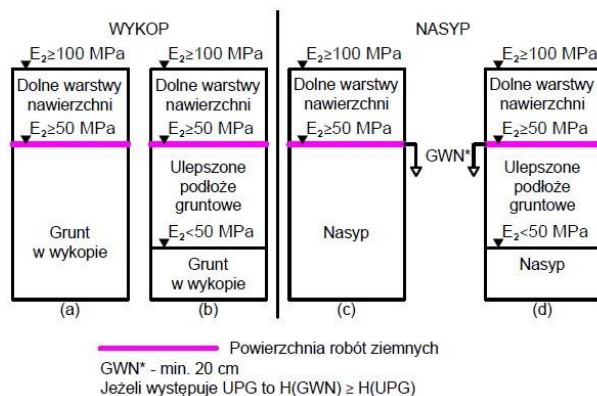 WYKOP
NASYP
E2≥100 MPa
E2≥100 MPa
E2≥100 MPa
E2≥100 MPa
Dolne warstwy
nawierzchni
Dolne warstwy
nawierzchni
Dolne warstwy
nawierzchni
Dolne warstwy
nawierzchni
E2≥50 MPa
E2≥50 MPa
E2≥50 MPa
E2≥50 MPa
GWN*
Grunt
w wykopie
Ulepszone
podłoże
gruntowe
Nasyp
Ulepszone
podłoże
gruntowe
E2<50 MPa
E2<50 MPa
Grunt
w wykopie
Nasyp
(a)
(b)
(c)
(d)
Powierzchnia robót ziemnych
GWN* - min. 20 cm
Jeżeli występuje UPG to H(GWN) ≥ H(UPG)